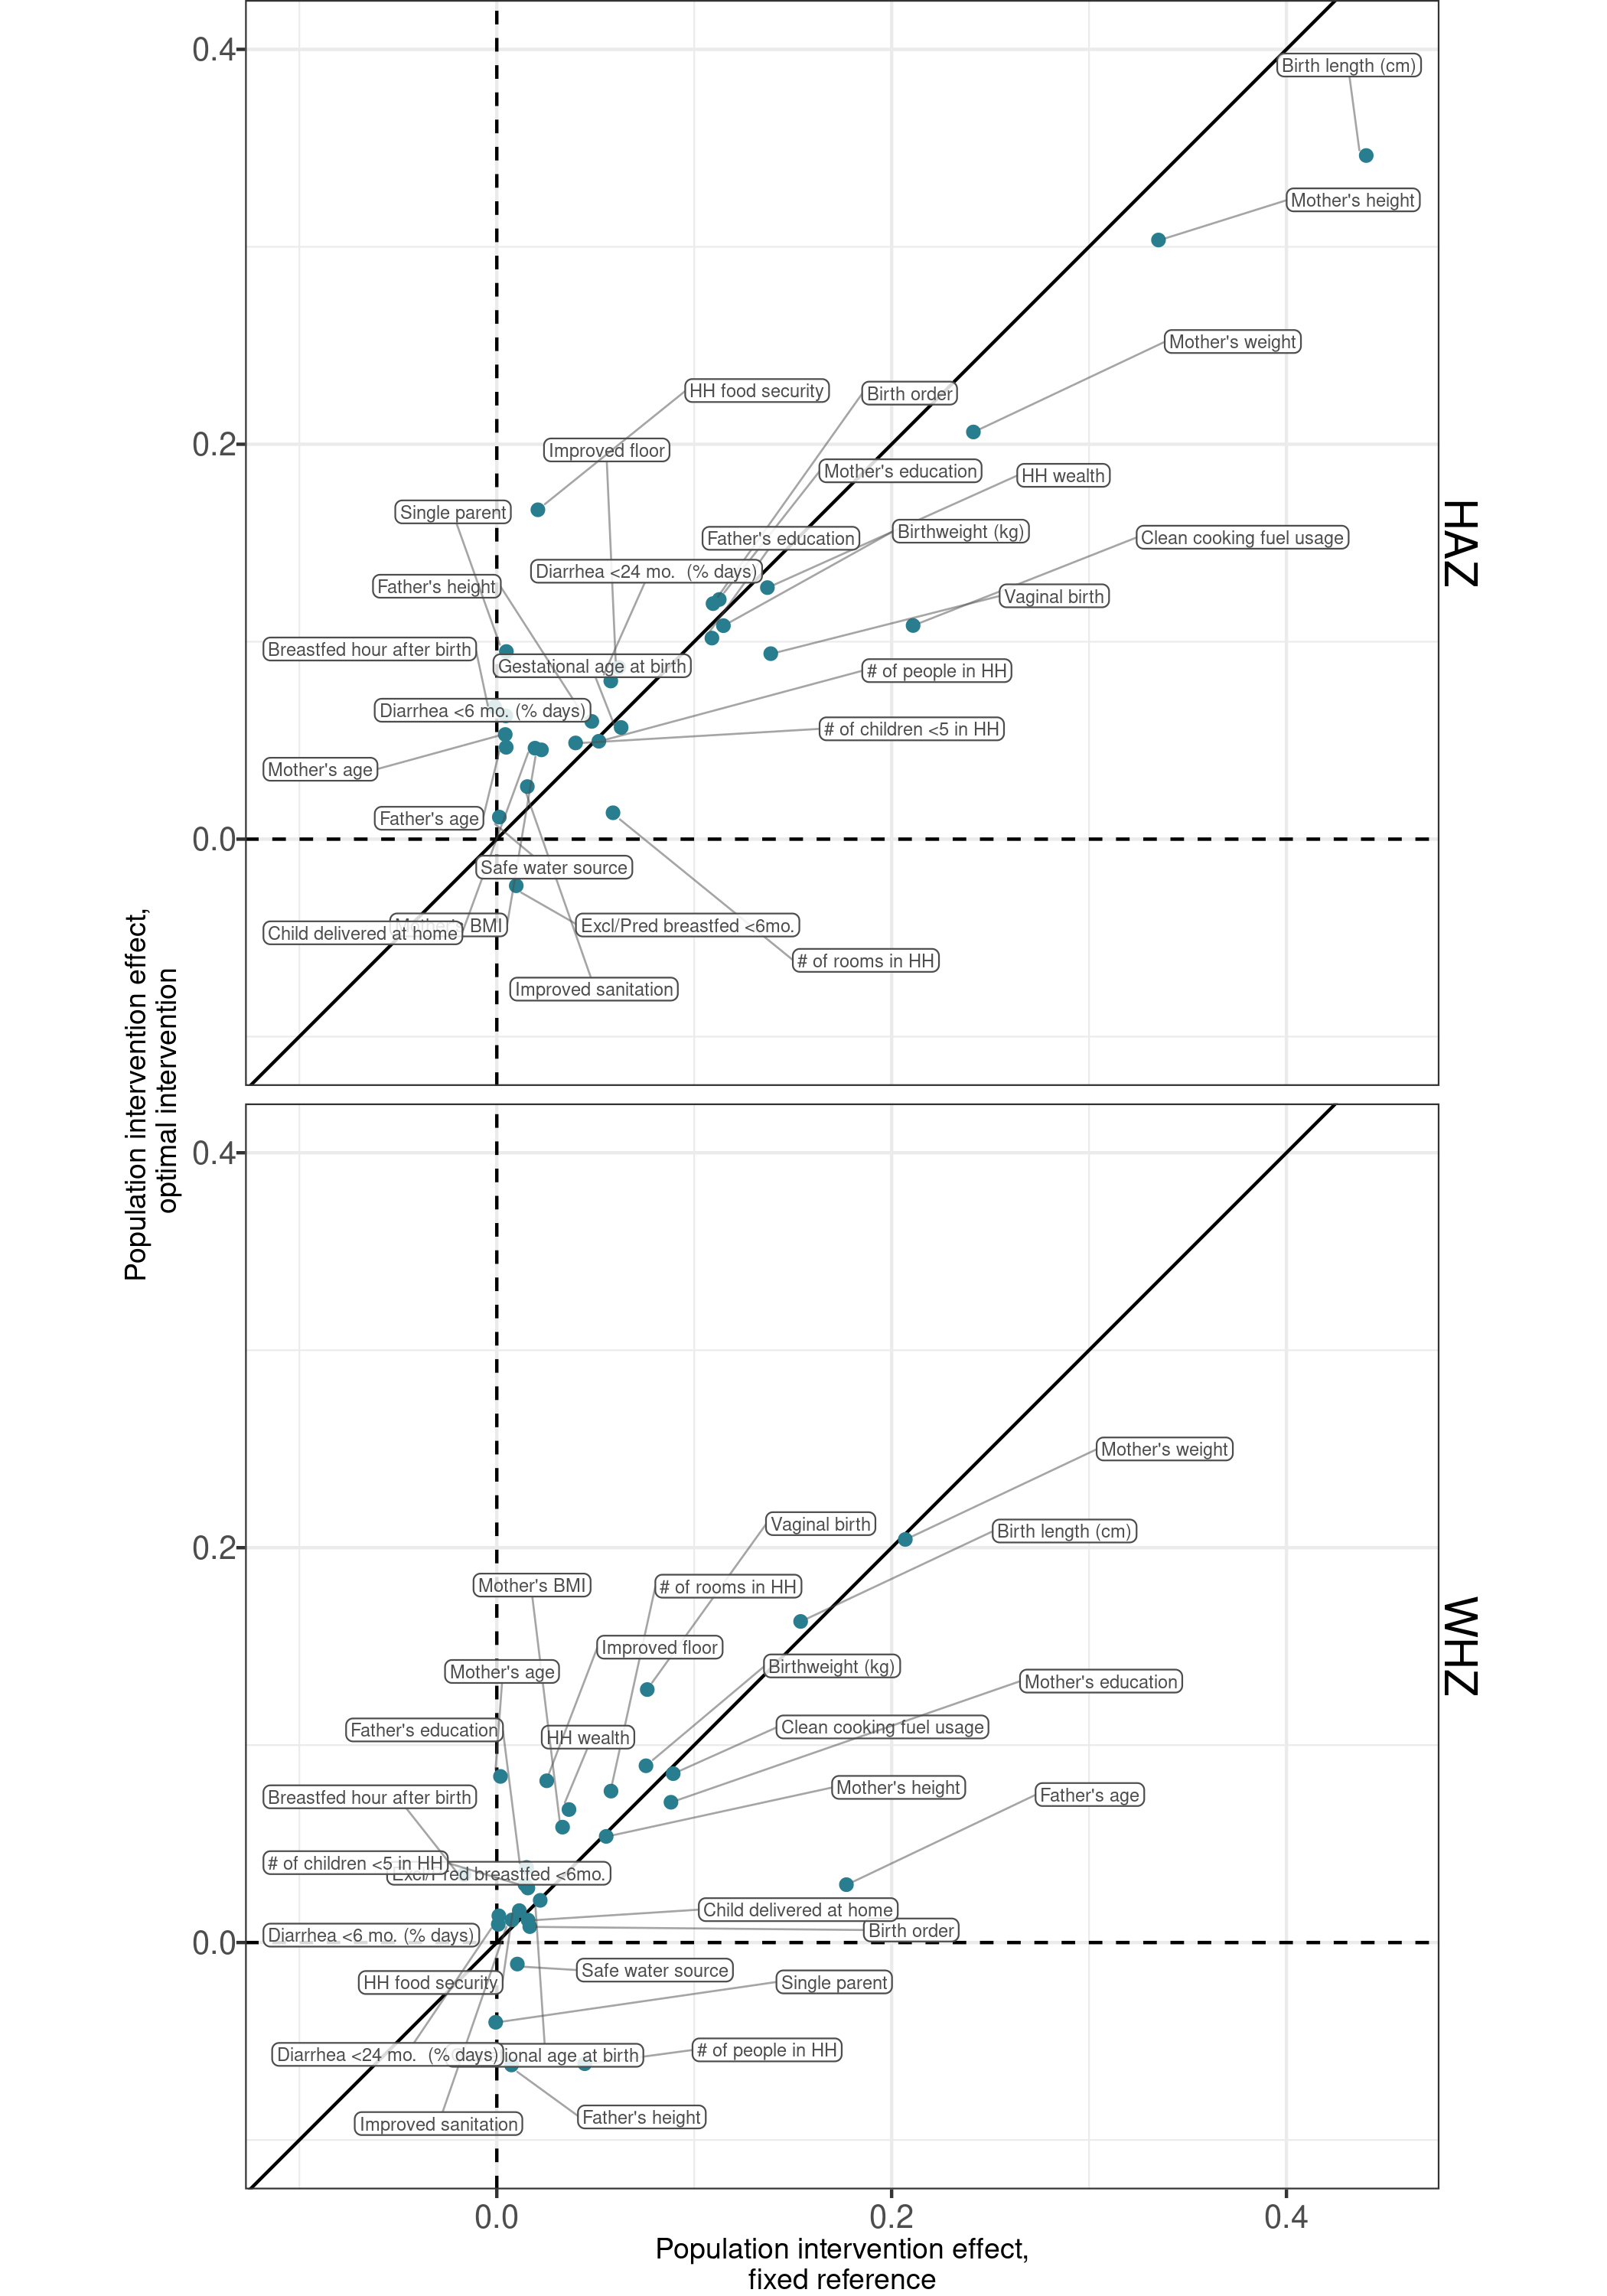 0.4
Birth length (cm)
Mother's height
Mother's weight
HH food security
Birth order
0.2
Improved floor
Mother's education
HH wealth
Single parent
HAZ
Father's education
Birthweight (kg)
Clean cooking fuel usage
Diarrhea <24 mo. (% days)
Father's height
Vaginal birth
Breastfed hour after birth
Gestational age at birth
# of people in HH
Diarrhea <6 mo. (% days)
# of children <5 in HH
Mother's age
Father's age
0.0
Safe water source
Mother's BMI
Child delivered at home
Excl/Pred breastfed <6mo.
# of rooms in HH
Improved sanitation
Population intervention effect,
optimal intervention
0.4
Mother's weight
Vaginal birth
Birth length (cm)
0.2
Mother's BMI
# of rooms in HH
Improved floor
WHZ
Mother's age
Birthweight (kg)
Mother's education
Father's education
HH wealth
Clean cooking fuel usage
Breastfed hour after birth
Mother's height
Father's age
# of children <5 in HH
Excl/Pred breastfed <6mo.
Child delivered at home
Diarrhea <6 mo. (% days)
Birth order
0.0
Safe water source
HH food security
Single parent
Diarrhea <24 mo. (% days)
ional age at birth
# of people in HH
Improved sanitation
Father's height
0.0
0.2
0.4
Population intervention effect,
fixed reference